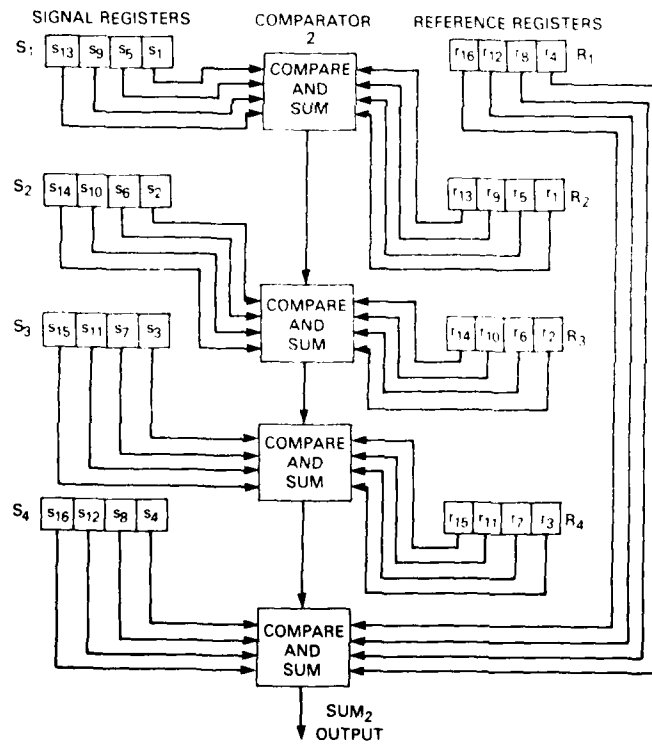 SIGNAL REGISTERS
COMPARATOR
2
REFERENCE REGISTERS
S1 s13 s9 s5 s1
COMPARE
AND
SUM
r16 r12 r8 r4 R1
r13 r9 r5 r1 R2
S2 s14 s10 s6 s2
COMPARE
AND
SUM
r14 r10 r6 r2 R3
S3 s15 s11 s7 s3
COMPARE
AND
SUM
r15 r11 r7 r3 R4
S4 s16 s12 s8 s4
COMPARE
AND
SUM
SUM2
OUTPUT